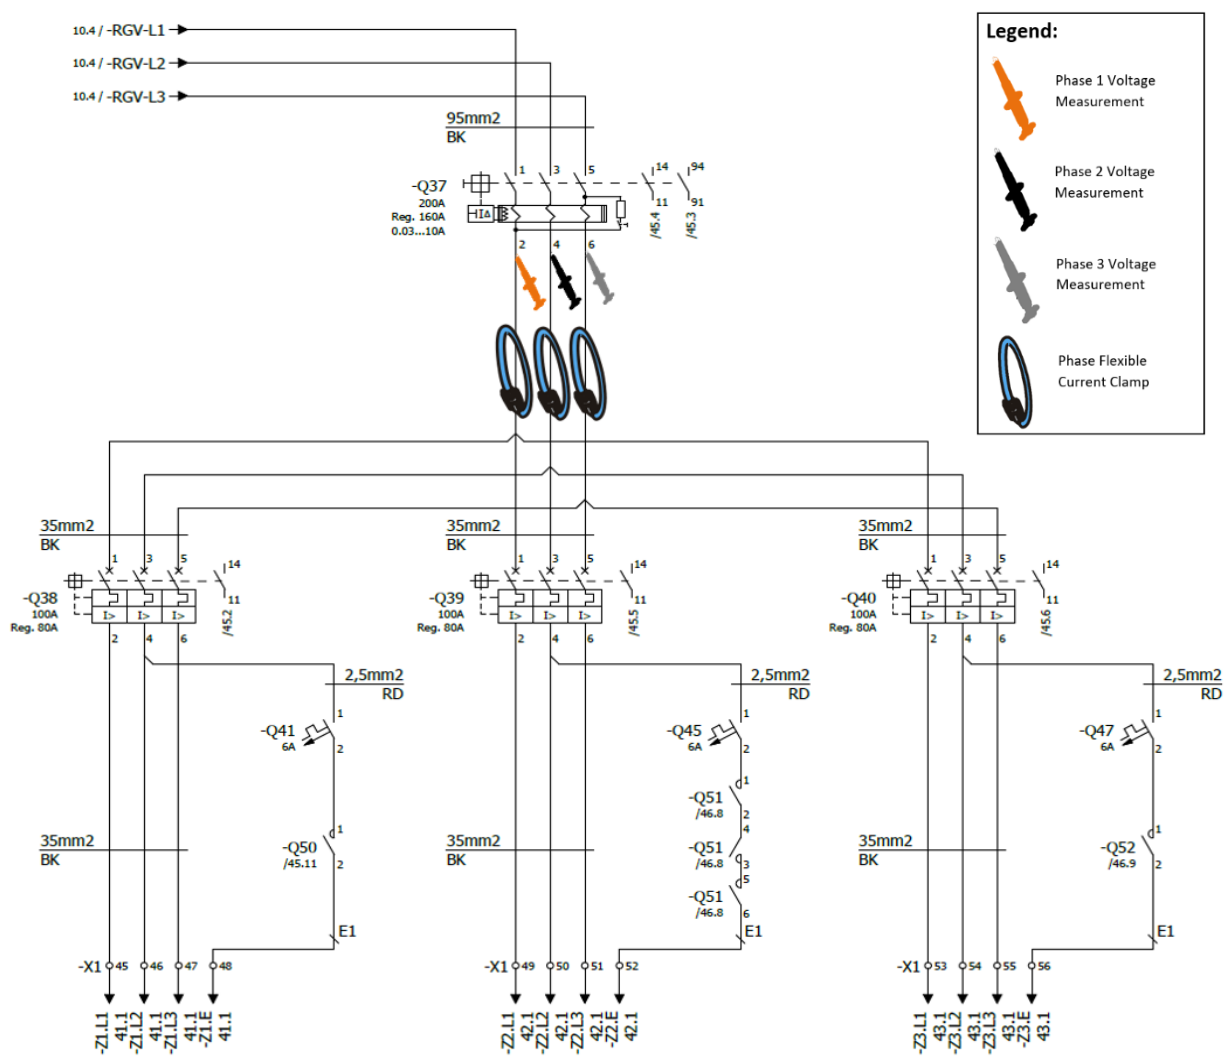 10.4 / -RGV-L1
10.4 / -RGV-L2
10.4 / -RGV-L3
Legend:
Phase 1 Voltage
Measurement
Phase 2 Voltage
Measurement
Phase 3 Voltage
Measurement
Phase Flexible
Current Clamp
95mm2
BK
-Q37
200A
Reg. 160A
0.03...10A
IΔ
1 3 5 14 94
11 91
/45.4 /45.3
2 4 6
35mm2
BK
35mm2
BK
35mm2
BK
1 3 5 14
-Q38
100A
Reg. 80A
I> I> I>
11
/45.2
2 4 6
1 3 5 14
-Q39
100A
Reg. 80A
I> I> I>
11
/45.5
2 4 6
1 3 5 14
-Q40
100A
Reg. 80A
I> I> I>
11
/45.6
2 4 6
2,5mm2
RD
2,5mm2
RD
2,5mm2
RD
-Q41
6A
1
2
-Q45
6A
1
2
-Q47
6A
1
2
-Q51
/46.8
1
2
-Q51
/46.8
4
3
-Q51
/46.8
5
6
35mm2
BK
-Q50
/45.11
1
2
35mm2
BK
35mm2
BK
-Q52
/46.9
1
2
E1
E1
E1
-X1 45 46 47 48
-X1 49 50 51 52
-X1 53 54 55 56
-Z1.L1
41.1
-Z1.L2
41.1
-Z1.L3
41.1
-Z1.E
41.1
-Z2.L1
42.1
-Z2.L2
42.1
-Z2.L3
42.1
-Z2.E
42.1
-Z3.L1
43.1
-Z3.L2
43.1
-Z3.L3
43.1
-Z3.E
43.1